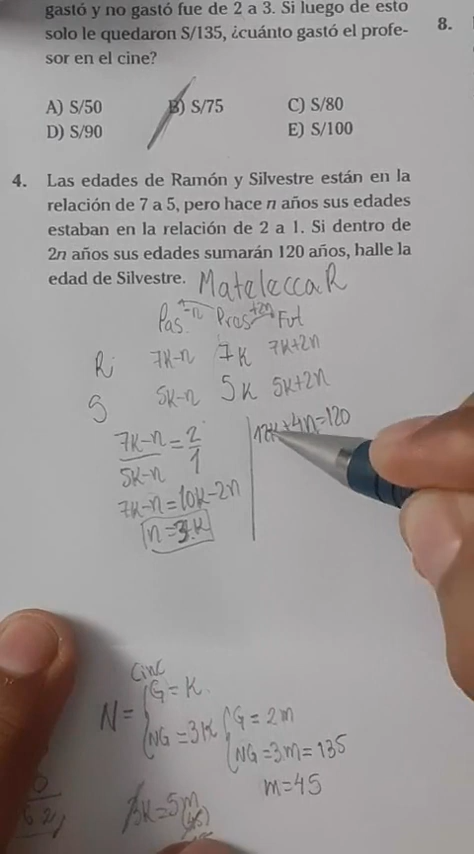 gastó y no gastó fue de 2 a 3. Si luego de esto
solo le quedaron S/135, ¿cuánto gastó el profe-
sor en el cine?
A) S/50 B) S/75 C) S/80
D) S/90 E) S/100
8.
4. Las edades de Ramón y Silvestre están en la
relación de 7 a 5, pero hace n años sus edades
estaban en la relación de 2 a 1. Si dentro de
2n años sus edades sumarán 120 años, halle la
edad de Silvestre. MateleccaR
-n +2n
Pas. Pres Fut
R 7k-n 7k 7k+2n
S 5k-n 5k 5k+2n
7k-n/5k-n = 2/1
7k-n=10k-2n
n=3k
12k+4n=120
Cine
N= { G=k.
NG=3k { G=2m
NG=3m=135
m=45
3k=5m